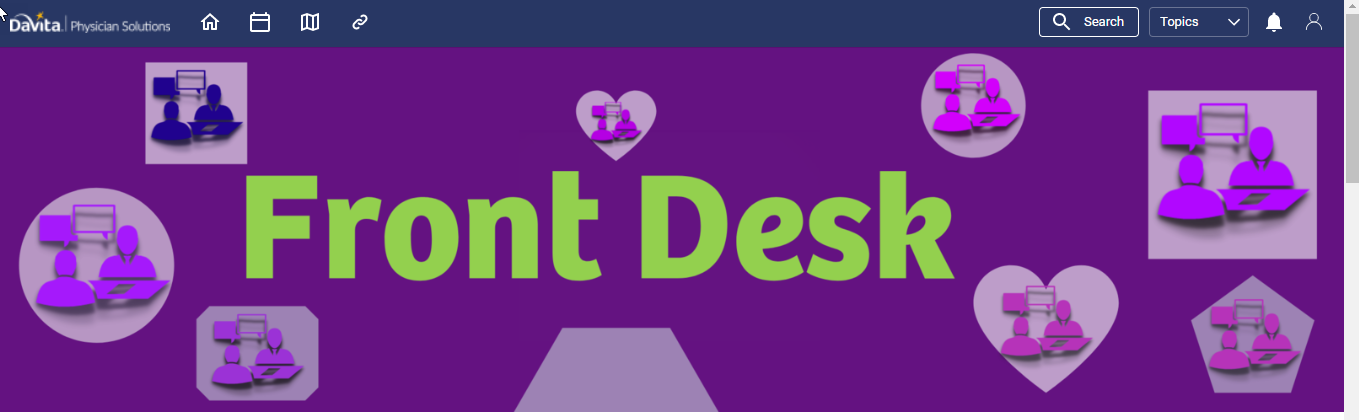 DaVita. | Physician Solutions
Search
Topics
Front Desk